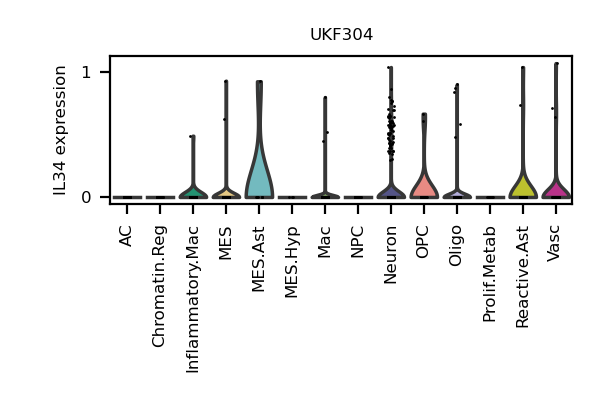 UKF304
IL34 expression
1
0
AC
Chromatin.Reg
Inflammatory.Mac
MES
MES.Ast
MES.Hyp
Mac
NPC
Neuron
OPC
Oligo
Prolif.Metab
Reactive.Ast
Vasc